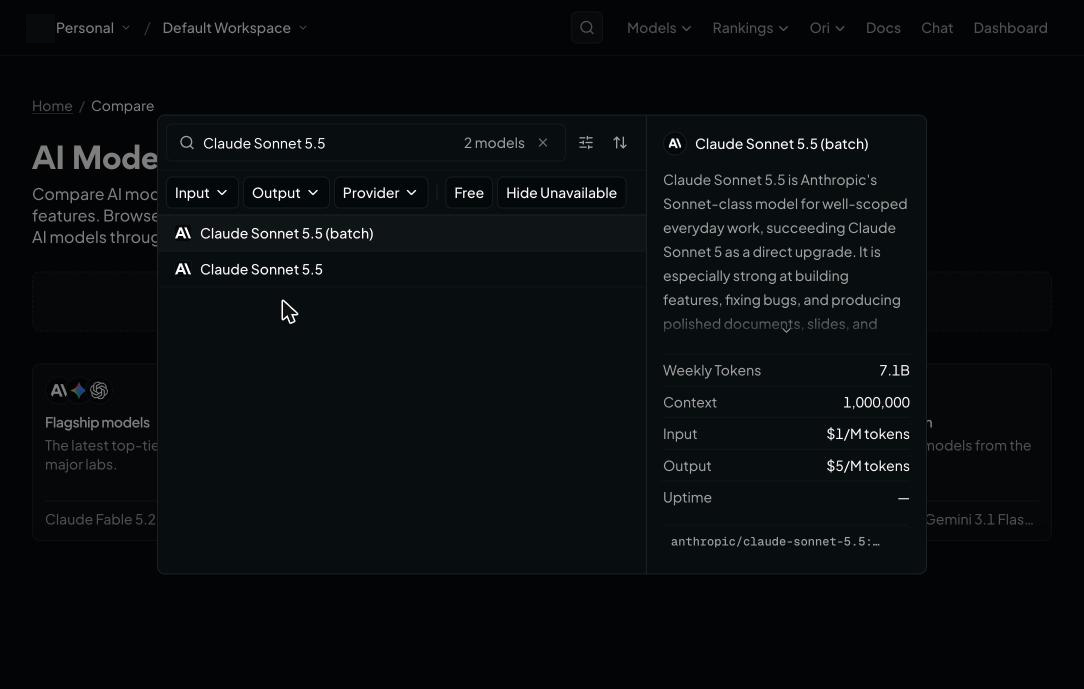 Personal / Default Workspace
Models
Rankings
Ori
Docs
Chat
Dashboard
Home / Compare
AI Mode
Compare AI mod
features. Browse
AI models throug
Claude Sonnet 5.5
2 models
Input
Output
Provider
Free
Hide Unavailable
Claude Sonnet 5.5 (batch)
Claude Sonnet 5.5
Claude Sonnet 5.5 (batch)
Claude Sonnet 5.5 is Anthropic's
Sonnet-class model for well-scoped
everyday work, succeeding Claude
Sonnet 5 as a direct upgrade. It is
especially strong at building
features, fixing bugs, and producing
polished documents, slides, and
Weekly Tokens 7.1B
Context 1,000,000
Input $1/M tokens
Output $5/M tokens
Uptime —
anthropic/claude-sonnet-5.5:…
Flagship models
The latest top-tie
major labs.
Claude Fable 5.2
models from the
Gemini 3.1 Flas...